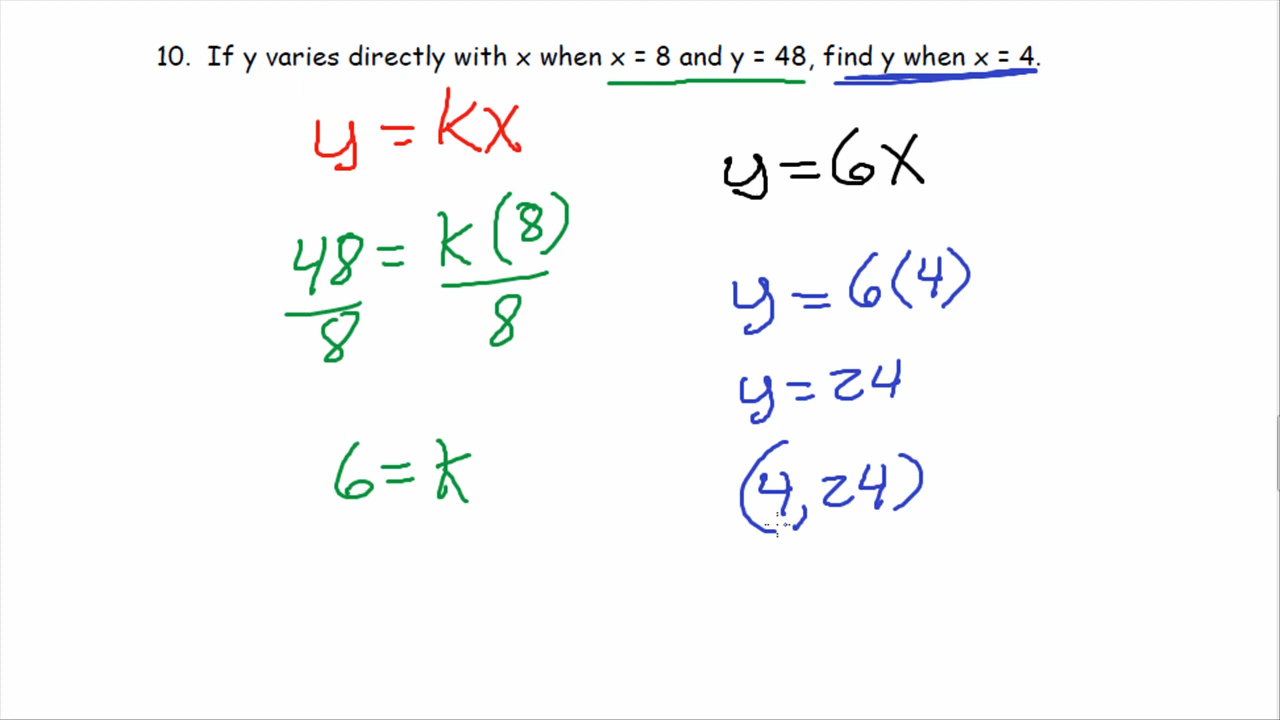 10. If y varies directly with x when x = 8 and y = 48, find y when x = 4.
y = kx
48 = k(8)
8 8
6 = k
y = 6x
y = 6(4)
y = 24
(4, 24)